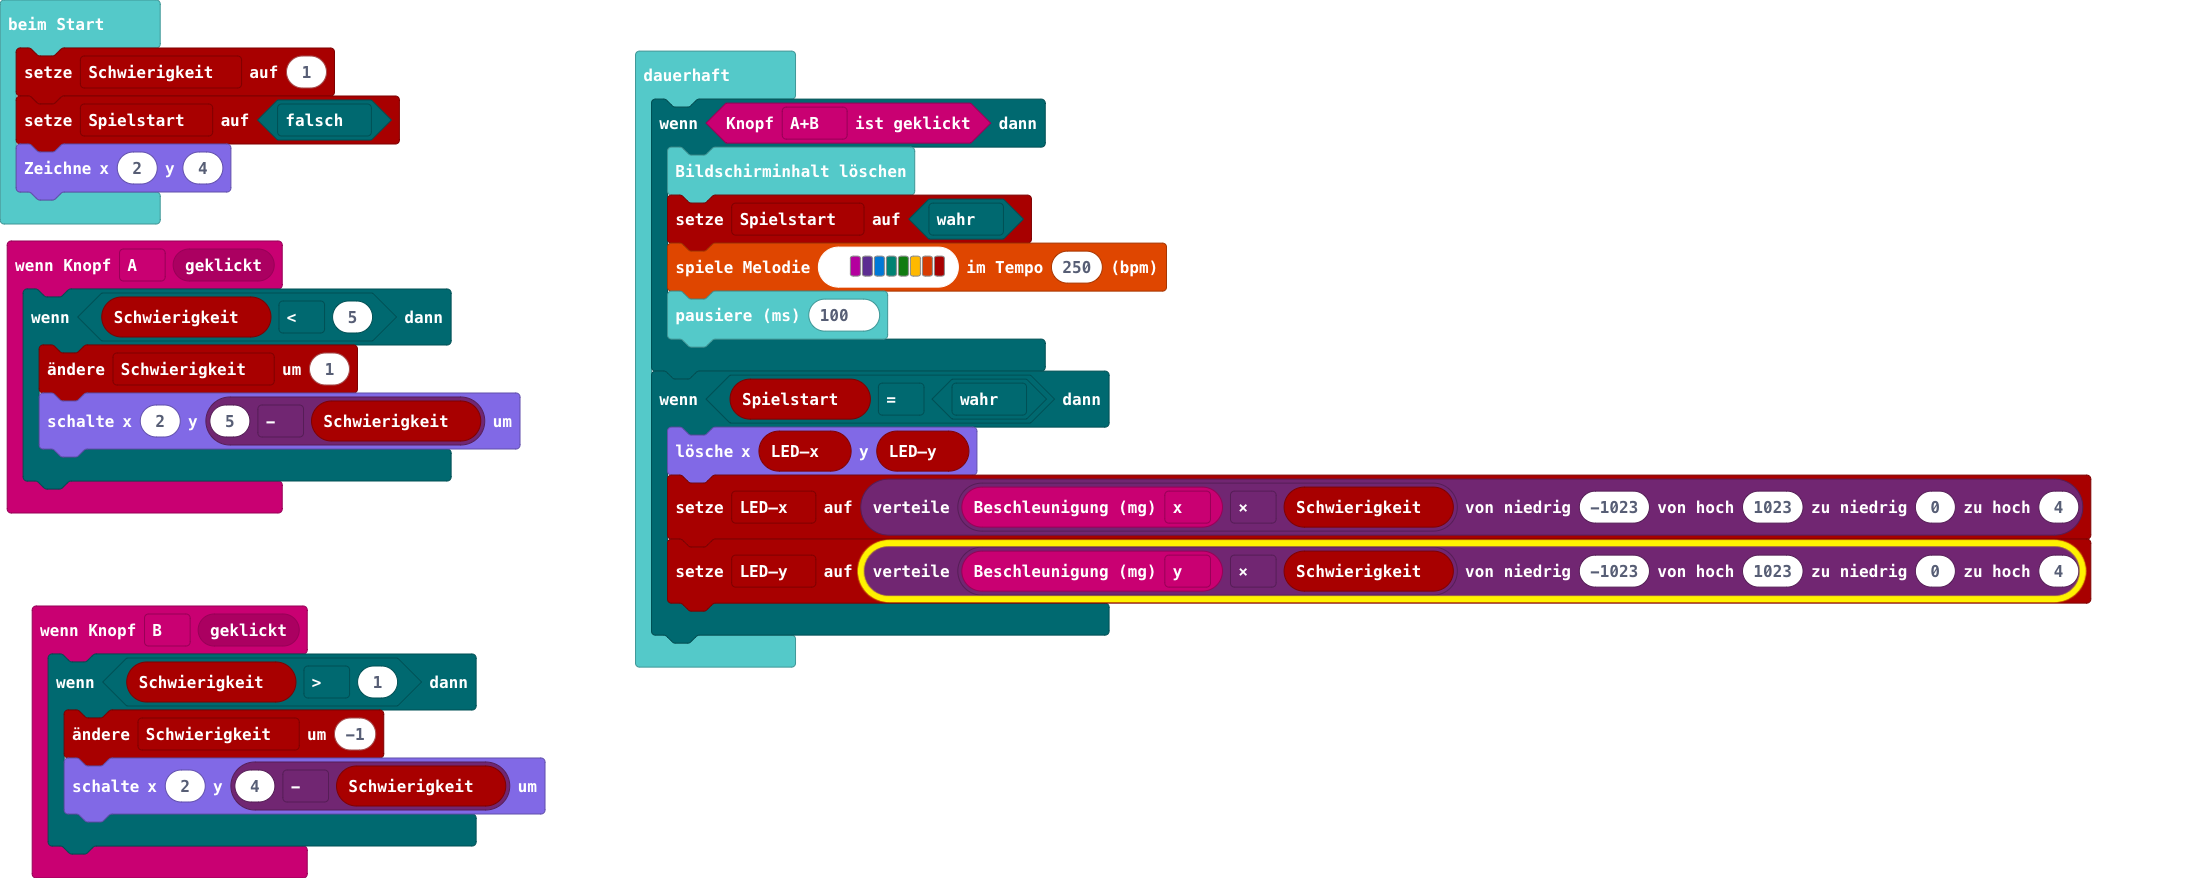 beim Start
setze Schwierigkeit auf 1
setze Spielstart auf falsch
Zeichne x 2 y 4
wenn Knopf A geklickt
wenn Schwierigkeit < 5 dann
ändere Schwierigkeit um 1
schalte x 2 y 5 - Schwierigkeit um
wenn Knopf B geklickt
wenn Schwierigkeit > 1 dann
ändere Schwierigkeit um -1
schalte x 2 y 4 - Schwierigkeit um
dauerhaft
wenn Knopf A+B ist geklickt dann
Bildschirminhalt löschen
setze Spielstart auf wahr
spiele Melodie im Tempo 250 (bpm)
pausiere (ms) 100
wenn Spielstart = wahr dann
lösche x LED-x y LED-y
setze LED-x auf verteile Beschleunigung (mg) x × Schwierigkeit von niedrig -1023 von hoch 1023 zu niedrig 0 zu hoch 4
setze LED-y auf verteile Beschleunigung (mg) y × Schwierigkeit von niedrig -1023 von hoch 1023 zu niedrig 0 zu hoch 4